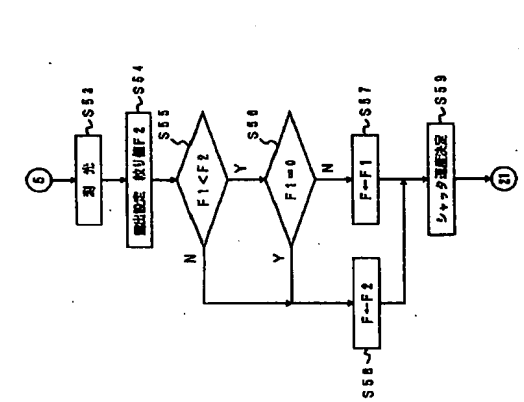 5
測光 S53
露出設定 絞り値F2 S54
F1<F2 S55
N
Y
F1=0 S56
Y
N
F←F1 S57
F←F2 S58
シャッタ速度決定 S59
21